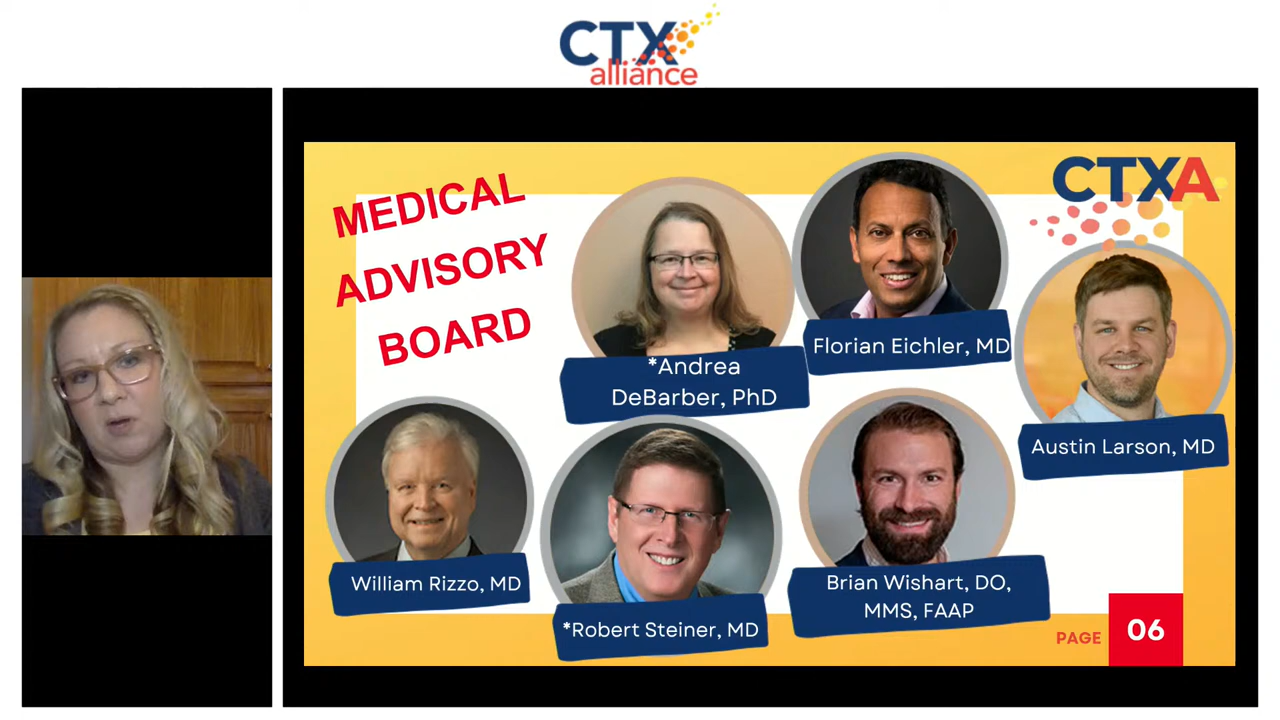 CTX
alliance
MEDICAL
ADVISORY
BOARD
CTXA
*Andrea
DeBarber, PhD
Florian Eichler, MD
Austin Larson, MD
William Rizzo, MD
*Robert Steiner, MD
Brian Wishart, DO,
MMS, FAAP
PAGE 06